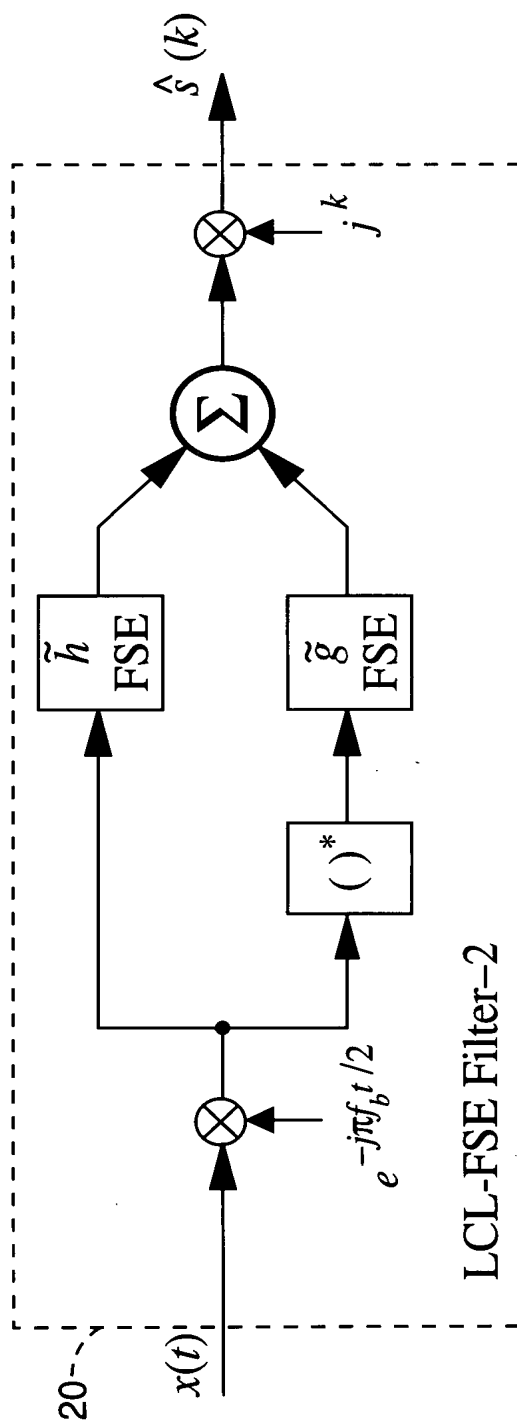 20
x(t)
e^{-jπf_b t/2}
h̃
FSE
( )*
g̃
FSE
Σ
j^k
ŝ(k)
LCL-FSE Filter–2